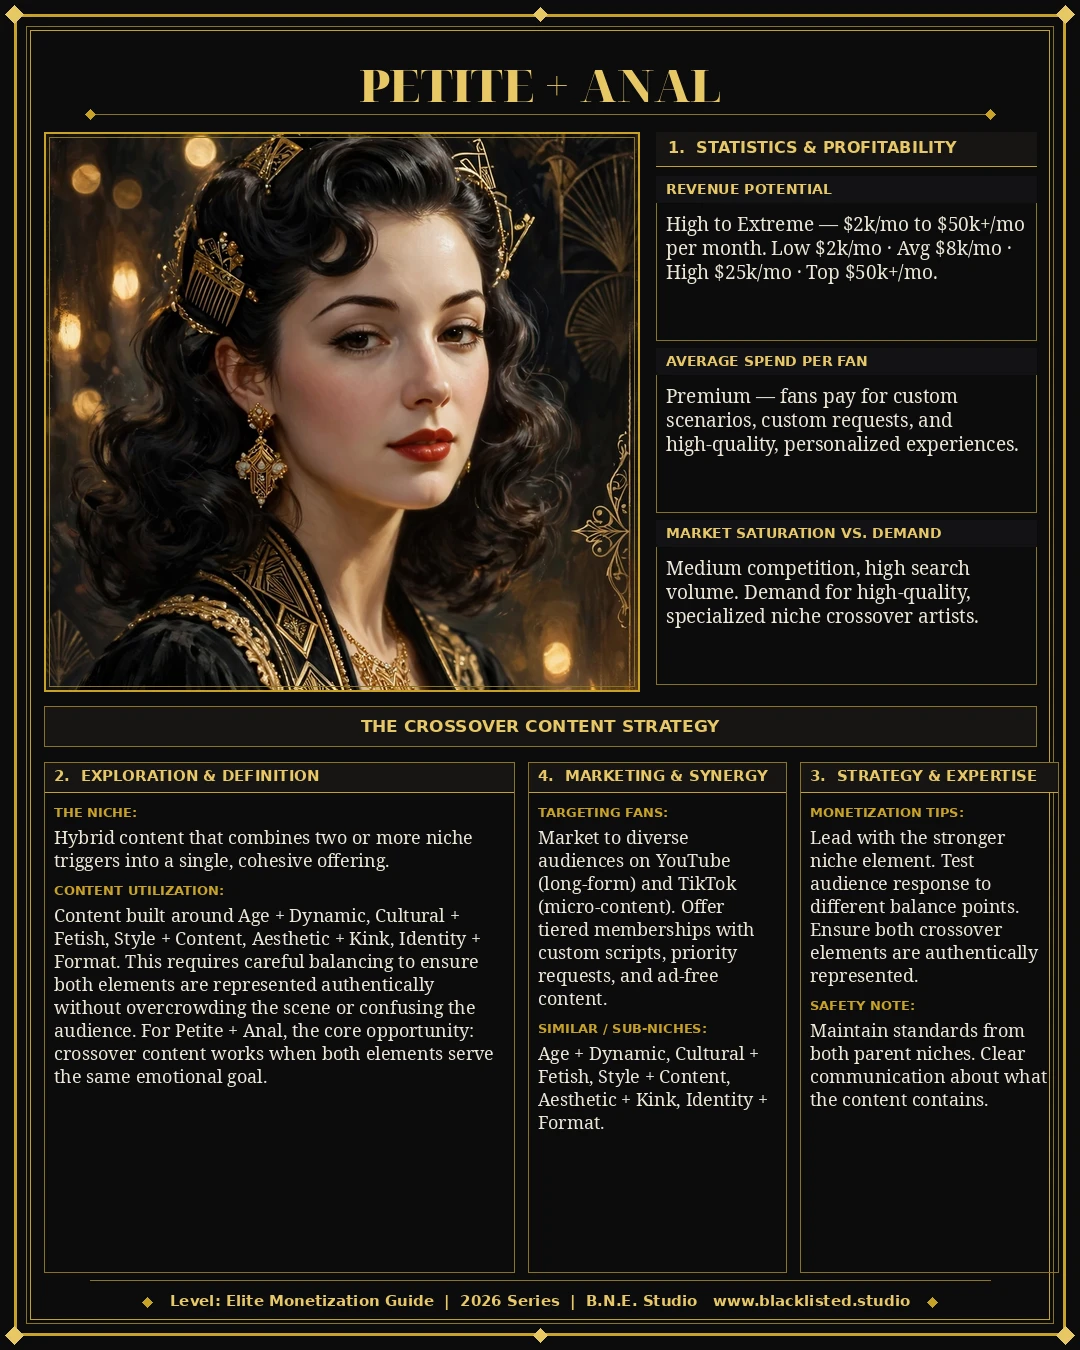 PETITE + ANAL
1. STATISTICS & PROFITABILITY
REVENUE POTENTIAL
High to Extreme — $2k/mo to $50k+/mo
per month. Low $2k/mo · Avg $8k/mo ·
High $25k/mo · Top $50k+/mo.
AVERAGE SPEND PER FAN
Premium — fans pay for custom
scenarios, custom requests, and
high-quality, personalized experiences.
MARKET SATURATION VS. DEMAND
Medium competition, high search
volume. Demand for high-quality,
specialized niche crossover artists.
THE CROSSOVER CONTENT STRATEGY
2. EXPLORATION & DEFINITION
THE NICHE:
Hybrid content that combines two or more niche
triggers into a single, cohesive offering.
CONTENT UTILIZATION:
Content built around Age + Dynamic, Cultural +
Fetish, Style + Content, Aesthetic + Kink, Identity +
Format. This requires careful balancing to ensure
both elements are represented authentically
without overcrowding the scene or confusing the
audience. For Petite + Anal, the core opportunity:
crossover content works when both elements serve
the same emotional goal.
4. MARKETING & SYNERGY
TARGETING FANS:
Market to diverse
audiences on YouTube
(long-form) and TikTok
(micro-content). Offer
tiered memberships with
custom scripts, priority
requests, and ad-free
content.
SIMILAR / SUB-NICHES:
Age + Dynamic, Cultural +
Fetish, Style + Content,
Aesthetic + Kink, Identity +
Format.
3. STRATEGY & EXPERTISE
MONETIZATION TIPS:
Lead with the stronger
niche element. Test
audience response to
different balance points.
Ensure both crossover
elements are authentically
represented.
SAFETY NOTE:
Maintain standards from
both parent niches. Clear
communication about what
the content contains.
Level: Elite Monetization Guide | 2026 Series | B.N.E. Studio www.blacklisted.studio